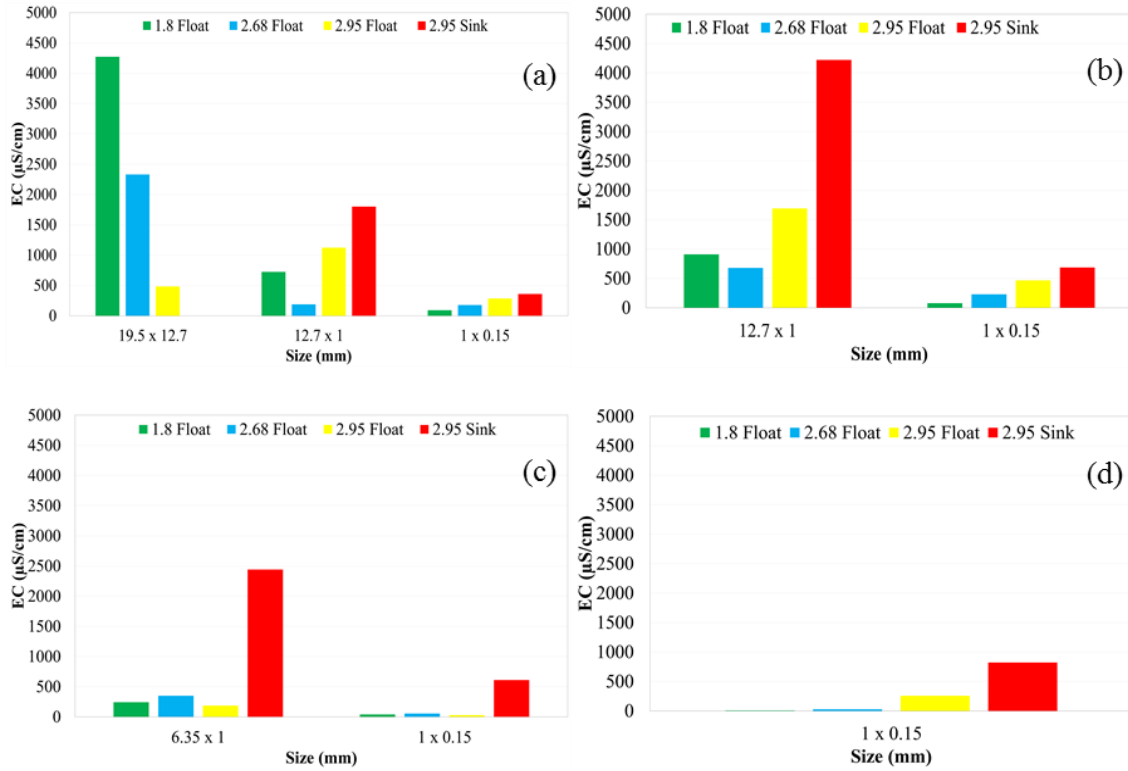 1.8 Float 2.68 Float 2.95 Float 2.95 Sink
(a)
EC (µS/cm)
5000
4500
4000
3500
3000
2500
2000
1500
1000
500
0
19.5 x 12.7 12.7 x 1 1 x 0.15
Size (mm)
1.8 Float 2.68 Float 2.95 Float 2.95 Sink
(b)
EC (µS/cm)
5000
4500
4000
3500
3000
2500
2000
1500
1000
500
0
12.7 x 1 1 x 0.15
Size (mm)
1.8 Float 2.68 Float 2.95 Float 2.95 Sink
(c)
EC (µS/cm)
5000
4500
4000
3500
3000
2500
2000
1500
1000
500
0
6.35 x 1 1 x 0.15
Size (mm)
1.8 Float 2.68 Float 2.95 Float 2.95 Sink
(d)
EC (µS/cm)
5000
4500
4000
3500
3000
2500
2000
1500
1000
500
0
1 x 0.15
Size (mm)